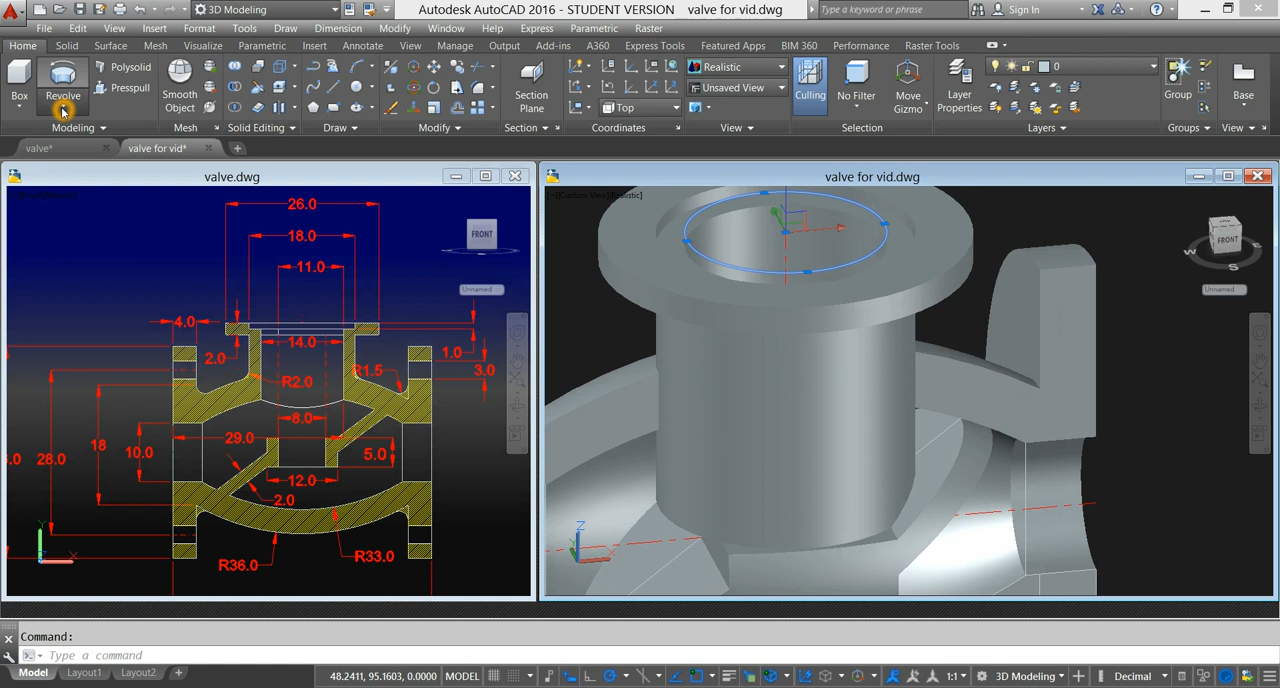 3D Modeling
Autodesk AutoCAD 2016 - STUDENT VERSION valve for vid.dwg
Type a keyword or phrase
Sign In
File Edit View Insert Format Tools Draw Dimension Modify Window Help Express Parametric Raster
Home Solid Surface Mesh Visualize Parametric Insert Annotate View Manage Output Add-ins A360 Express Tools Featured Apps BIM 360 Performance Raster Tools
Box
Revolve
Polysolid
Presspull
Smooth
Object
Section
Plane
Top
Realistic
Unsaved View
Culling
No Filter
Move
Gizmo
Layer
Properties
0
Group
Base
Modeling
Mesh
Solid Editing
Draw
Modify
Section
Coordinates
View
Selection
Layers
Groups
View
valve*
valve for vid*
valve.dwg
26.0
18.0
11.0
4.0
14.0
2.0
1.0
3.0
R2.0
R1.5
8.0
29.0
18
10.0
28.0
5.0
12.0
2.0
R36.0
R33.0
FRONT
Unnamed
Y
X
valve for vid.dwg
[−][Custom View][Realistic]
FRONT
W
S
Unnamed
Z
Command:
Type a command
Model Layout1 Layout2
48.2411, 95.1603, 0.0000 MODEL
1:1
3D Modeling
Decimal